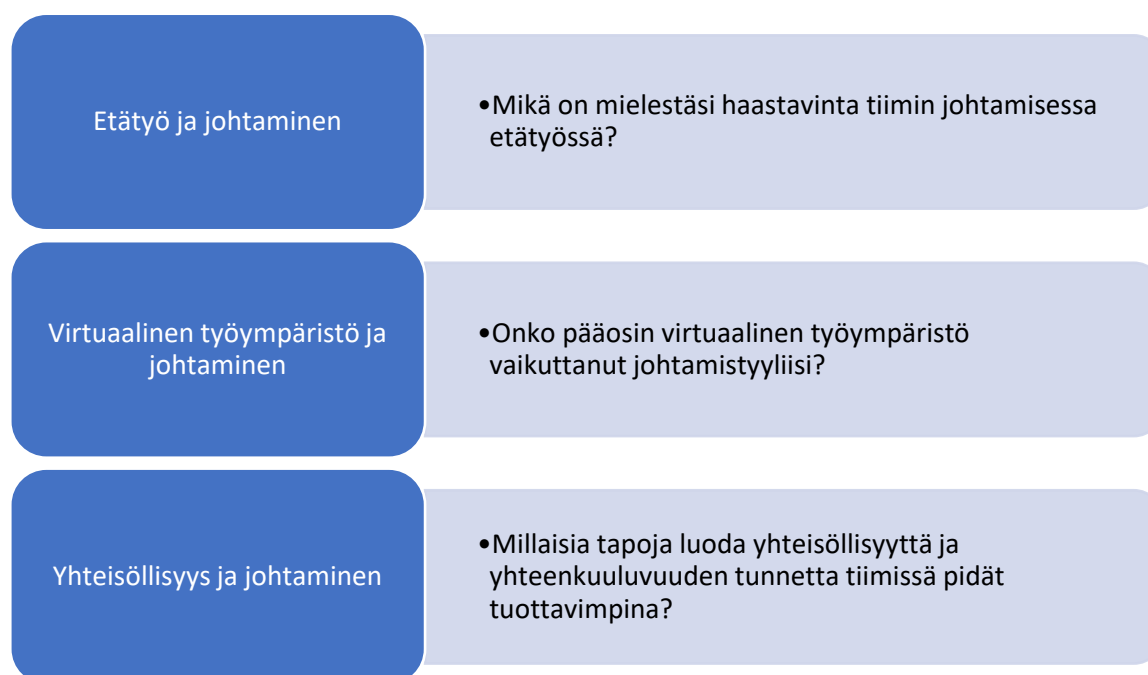 Etätyö ja johtaminen
•Mikä on mielestäsi haastavinta tiimin johtamisessa
etätyössä?
Virtuaalinen työympäristö ja
johtaminen
•Onko pääosin virtuaalinen työympäristö
vaikuttanut johtamistyyliisi?
Yhteisöllisyys ja johtaminen
•Millaisia tapoja luoda yhteisöllisyyttä ja
yhteenkuuluvuuden tunnetta tiimissä pidät
tuottavimpina?